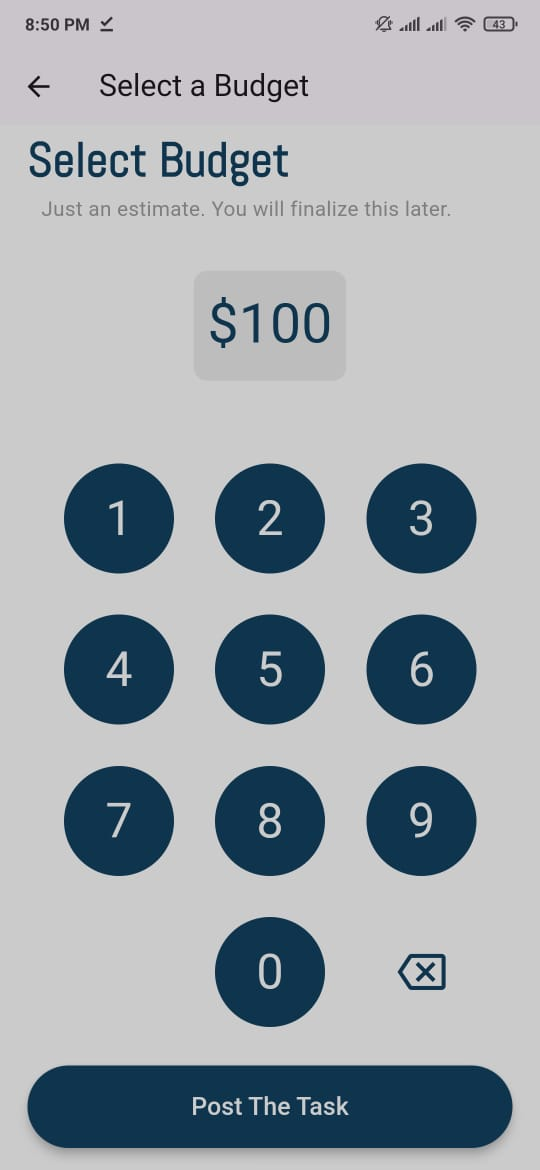 8:50 PM 43
Select a Budget
Select Budget
Just an estimate. You will finalize this later.
$100
1 2 3
4 5 6
7 8 9
0
Post The Task